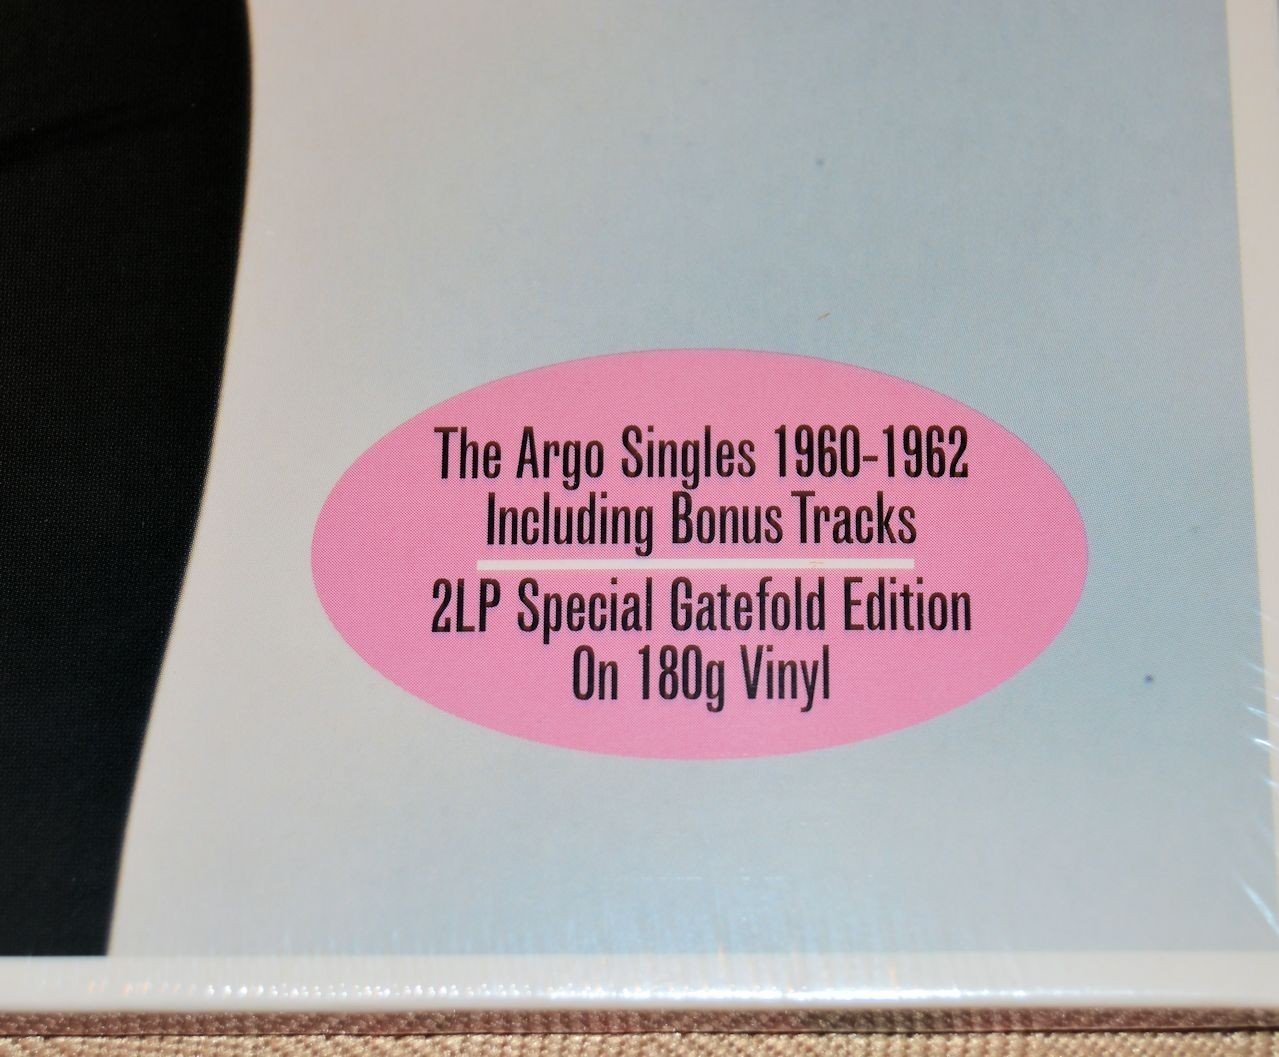 The Argo Singles 1960-1962
Including Bonus Tracks
2LP Special Gatefold Edition
On 180g Vinyl